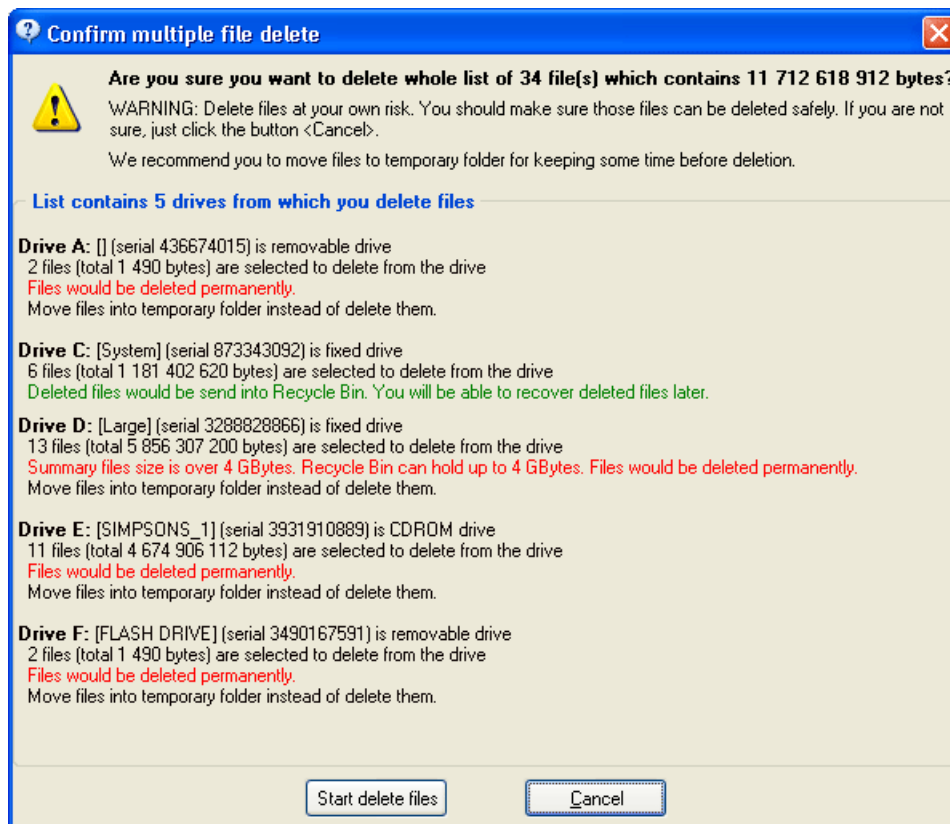 Confirm multiple file delete
Are you sure you want to delete whole list of 34 file(s) which contains 11 712 618 912 bytes?
WARNING: Delete files at your own risk. You should make sure those files can be deleted safely. If you are not
sure, just click the button <Cancel>.
We recommend you to move files to temporary folder for keeping some time before deletion.
List contains 5 drives from which you delete files
Drive A: [] (serial 436674015) is removable drive
2 files (total 1 490 bytes) are selected to delete from the drive
Files would be deleted permanently.
Move files into temporary folder instead of delete them.
Drive C: [System] (serial 873343092) is fixed drive
6 files (total 1 181 402 620 bytes) are selected to delete from the drive
Deleted files would be send into Recycle Bin. You will be able to recover deleted files later.
Drive D: [Large] (serial 3288828866) is fixed drive
13 files (total 5 856 307 200 bytes) are selected to delete from the drive
Summary files size is over 4 GBytes. Recycle Bin can hold up to 4 GBytes. Files would be deleted permanently.
Move files into temporary folder instead of delete them.
Drive E: [SIMPSONS_1] (serial 3931910889) is CDROM drive
11 files (total 4 674 906 112 bytes) are selected to delete from the drive
Files would be deleted permanently.
Move files into temporary folder instead of delete them.
Drive F: [FLASH DRIVE] (serial 3490167591) is removable drive
2 files (total 1 490 bytes) are selected to delete from the drive
Files would be deleted permanently.
Move files into temporary folder instead of delete them.
Start delete files
Cancel